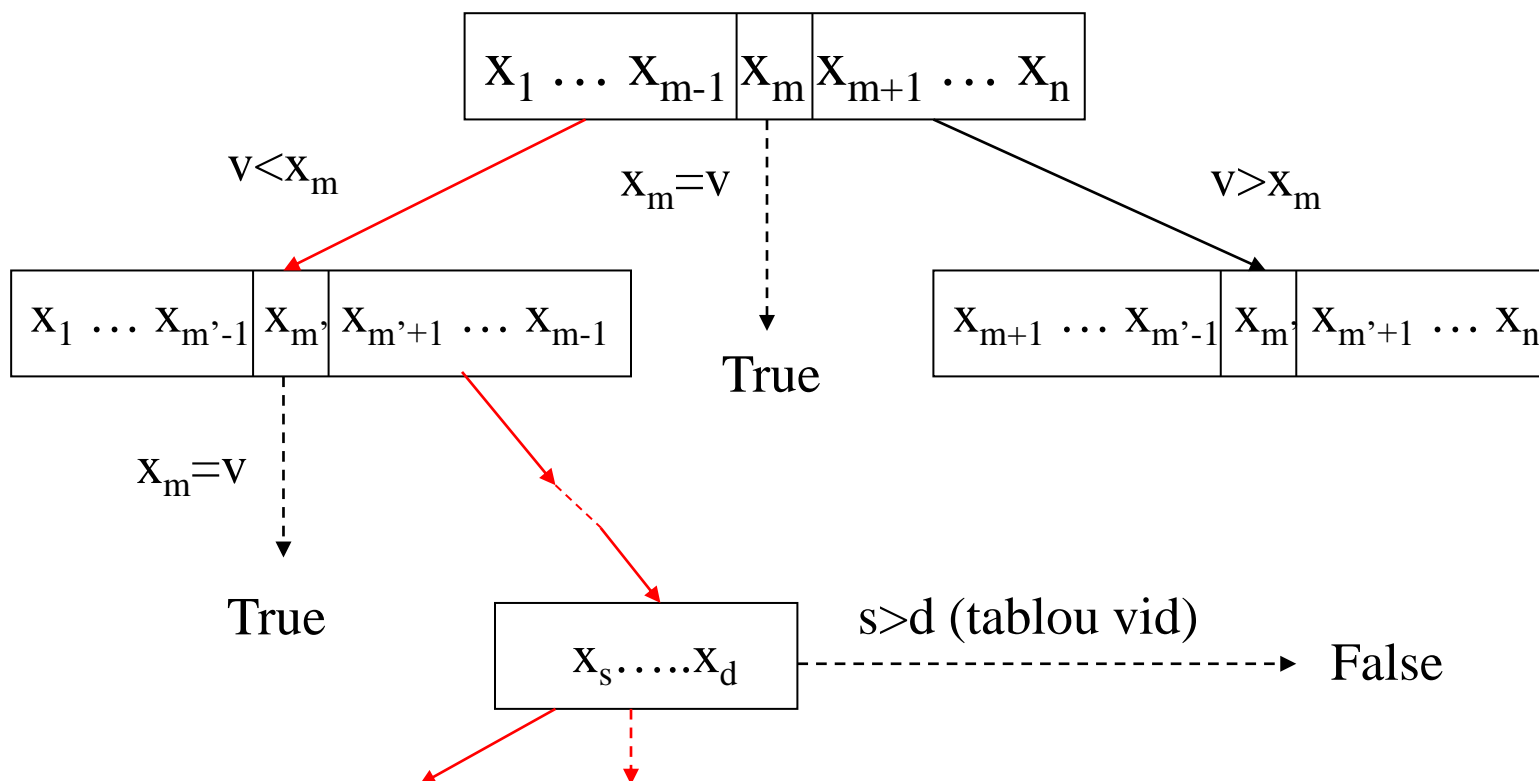 x₁ … xₘ₋₁ xₘ xₘ₊₁ … xₙ
v<xₘ
xₘ=v
v>xₘ
x₁ … xₘ’₋₁ xₘ’ xₘ’₊₁ … xₘ₋₁
xₘ₊₁ … xₘ’₋₁ xₘ’ xₘ’₊₁ … xₙ
True
xₘ=v
True
s>d (tablou vid)
xₛ…..x_d
False